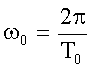 ω₀ = 2π / T₀